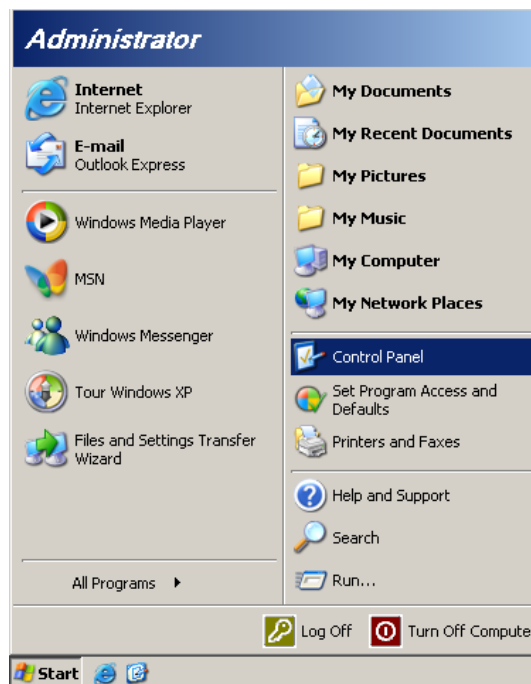 Administrator
Internet
Internet Explorer
E-mail
Outlook Express
Windows Media Player
MSN
Windows Messenger
Tour Windows XP
Files and Settings Transfer
Wizard
All Programs
My Documents
My Recent Documents
My Pictures
My Music
My Computer
My Network Places
Control Panel
Set Program Access and
Defaults
Printers and Faxes
Help and Support
Search
Run...
Log Off
Turn Off Compute
Start